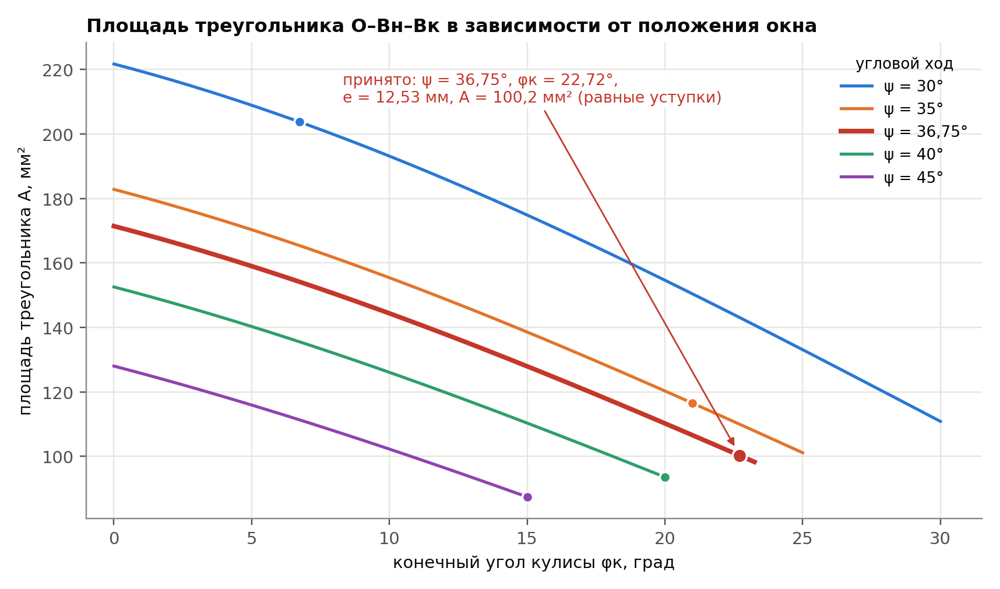 Площадь треугольника O–Bн–Bк в зависимости от положения окна
площадь треугольника A, мм²
220
200
180
160
140
120
100
принято: ψ = 36,75°, φк = 22,72°,
e = 12,53 мм, A = 100,2 мм² (равные уступки)
угловой ход
ψ = 30°
ψ = 35°
ψ = 36,75°
ψ = 40°
ψ = 45°
0 5 10 15 20 25 30
конечный угол кулисы φк, град